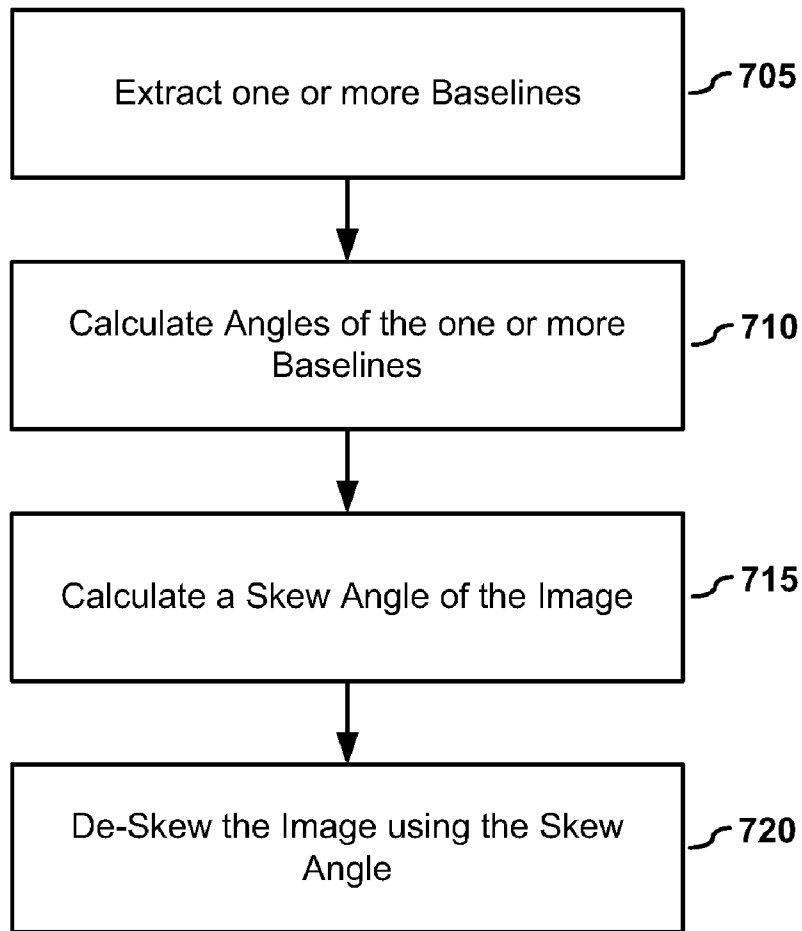 Extract one or more Baselines
705
Calculate Angles of the one or more
Baselines
710
Calculate a Skew Angle of the Image
715
De-Skew the Image using the Skew
Angle
720